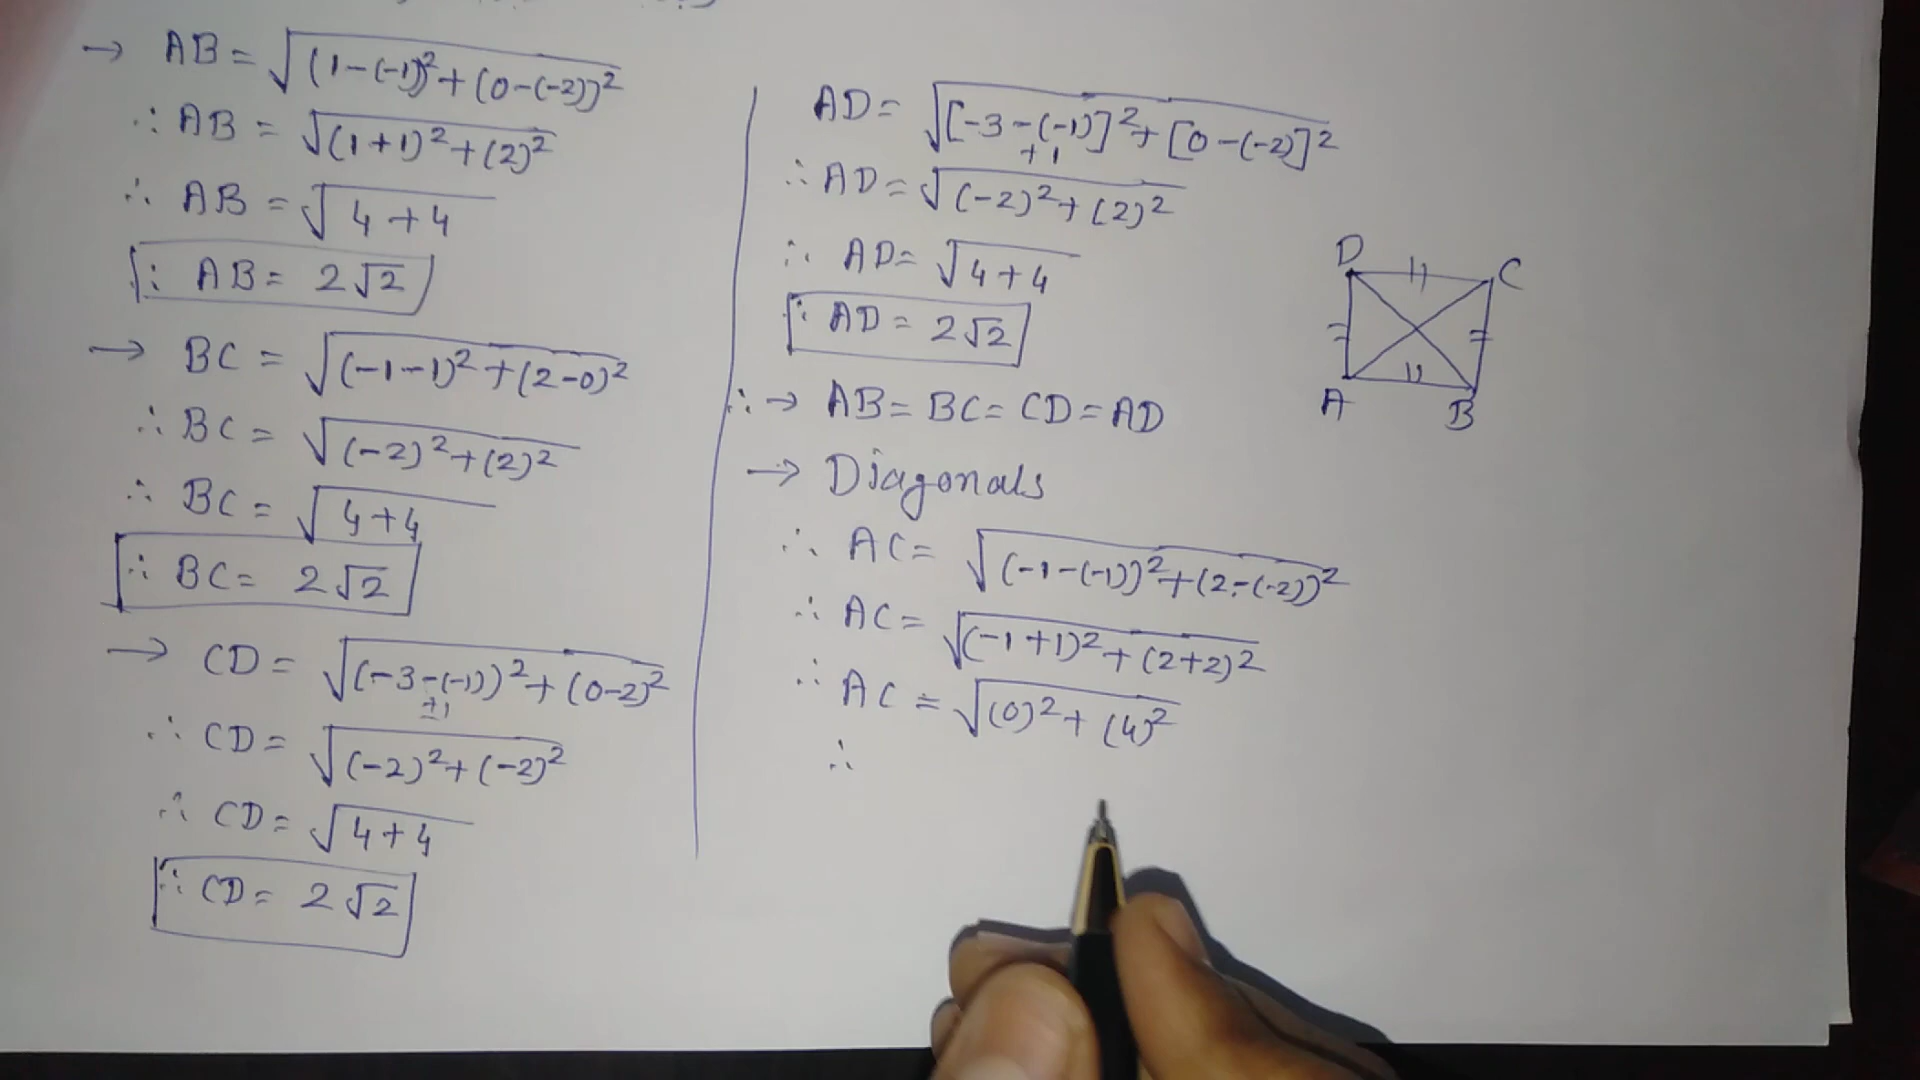 → AB = √(1-(-1))²+(0-(-2))²
∴ AB = √(1+1)²+(2)²
∴ AB = √4+4
∴ AB = 2√2
→ BC = √(-1-1)²+(2-0)²
∴ BC = √(-2)²+(2)²
∴ BC = √4+4
∴ BC = 2√2
→ CD = √(-3-(-1))²+(0-2)²
+1
∴ CD = √(-2)²+(-2)²
∴ CD = √4+4
∴ CD = 2√2
AD = √[-3-(-1)]²+[0-(-2)]²
+1
∴ AD = √(-2)²+(2)²
∴ AD = √4+4
∴ AD = 2√2
∴ → AB = BC = CD = AD
→ Diagonals
∴ AC = √(-1-(-1))²+(2-(-2))²
∴ AC = √(-1+1)²+(2+2)²
∴ AC = √(0)²+(4)²
∴
D C
A B